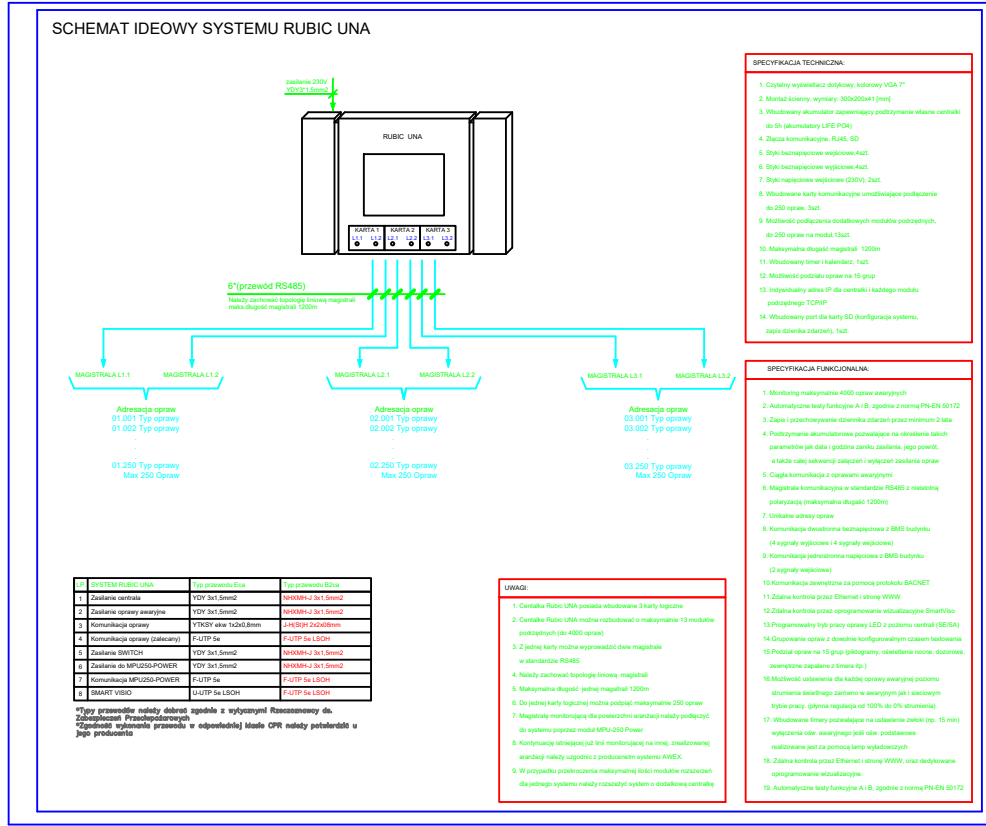 SCHEMAT IDEOWY SYSTEMU RUBIC UNA
zasilanie 230V
YDY3*1,5mm2
RUBIC UNA
KARTA 1 KARTA 2 KARTA 3
L1.1 L1.2 L2.1 L2.2 L3.1 L3.2
6*(przewód RS485)
Należy zachować topologię liniową magistrali
maks.długość magistrali 1200m
MAGISTRALA L1.1 MAGISTRALA L1.2 MAGISTRALA L2.1 MAGISTRALA L2.2 MAGISTRALA L3.1 MAGISTRALA L3.2
Adresacja opraw
01.001 Typ oprawy
01.002 Typ oprawy
.
.
01.250 Typ oprawy
Max 250 Opraw
Adresacja opraw
02.001 Typ oprawy
02.002 Typ oprawy
.
.
02.250 Typ oprawy
Max 250 Opraw
Adresacja opraw
03.001 Typ oprawy
03.002 Typ oprawy
.
.
03.250 Typ oprawy
Max 250 Opraw
LP. SYSTEM RUBIC UNA Typ przewodu Eca Typ przewodu B2ca
1 Zasilanie centrala YDY 3x1,5mm2 NHXMH-J 3x1,5mm2
2 Zasilanie oprawy awaryjne YDY 3x1,5mm2 NHXMH-J 3x1,5mm2
3 Komunikacja oprawy YTKSY ekw 1x2x0,8mm J-H(St)H 2x2x08mm
4 Komunikacja oprawy (zalecany) F-UTP 5e F-UTP 5e LSOH
5 Zasilanie SWITCH YDY 3x1,5mm2 NHXMH-J 3x1,5mm2
6 Zasilanie do MPU250-POWER YDY 3x1,5mm2 NHXMH-J 3x1,5mm2
7 Komunikacja MPU250-POWER F-UTP 5e F-UTP 5e LSOH
8 SMART VISIO U-UTP 5e LSOH F-UTP 5e LSOH
*Typy przewodów należy dobrać zgodnie z wytycznymi Rzeczoznawcy ds.
Zabezpieczeń Przeciwpożarowych
*Zgodność wykonania przewodu w odpowiedniej klasie CPR należy potwierdzić u
jego producenta
UWAGI:
1. Centalka Rubic UNA posiada wbudowane 3 karty logiczne
2. Centalke Rubic UNA można rozbudować o maksymalnie 13 modułów
podrzędnych (do 4000 opraw)
3. Z jednej karty można wyprowadzić dwie magistrale
w standardzie RS485
4. Należy zachować topologię liniową magistrali
5. Maksymalna długość jednej magistrali 1200m
6. Do jednej karty logicznej można podpiąć maksymalnie 250 opraw
7. Magistralę monitorującą dla powierzchni aranżacji należy podłączyć
do systemu poprzez moduł MPU-250 Power
8. Kontynuację istniejącej już linii monitorującej na innej, zrealizowanej
aranżacji należy uzgodnić z producenetm systemu AWEX.
9. W przypadku przekroczenia maksymalnej ilości modułów rozszerzeń
dla jednego systemu należy rozszeżyć system o dodatkową centralkę
SPECYFIKACJA TECHNICZNA:
1. Czytelny wyświetlacz dotykowy, kolorowy VGA 7"
2. Montaż ścienny, wymiary: 380x200x41 [mm]
3. Wbudowany akumulator zapewniający podtrzymanie własne centralki
do 5h (akumulatory LIFE PO4)
4. Złącza komunikacyjne, RJ45, SD
5. Styki beznapięciowe wejściowe,4szt.
6. Styki beznapięciowe wyjściowe,4szt.
7. Styki napięciowe wejściowe (230V), 2szt.
8. Wbudowane karty komunikacyjne umożliwiające podłączenie
do 250 opraw, 3szt.
9. Możliwość podłączenia dodatkowych modułów podrzędnych,
do 250 opraw na moduł,13szt.
10. Maksymalna długość magistrali 1200m
11. Wbudowany timer i kalendarz, 1szt.
12. Możliwość podziału opraw na 15 grup
13. Indywidualny adres IP dla centralki i każdego modułu
podrzędnego TCP/IP
14. Wbudowany port dla karty SD (konfiguracja systemu,
zapis dzienika zdarzeń), 1szt.
SPECYFIKACJA FUNKCJONALNA:
1. Monitoring maksymalnie 4000 opraw awaryjnych
2. Automatyczne testy funkcyjne A i B, zgodnie z normą PN-EN 50172
3. Zapis i przechowywanie dziennika zdarzeń przez minimum 2 lata
4. Podtrzymanie akumulatorowe pozwalające na określenie takich
parametrów jak data i godzina zaniku zasilania, jego powrót,
a także całej sekwencji załączeń i wyłączeń zasilania opraw
5. Ciągła komunikacja z oprawami awaryjnymi
6. Magistrala komunikacyjna w standardzie RS485 z nieistotną
polaryzacją (maksymalna długość 1200m)
7. Unikalne adresy opraw
8. Komunikacja dwustronna beznapięciowa z BMS budynku
(4 sygnały wyjściowe i 4 sygnały wejściowe)
9. Komunikacja jednostronna napięciowa z BMS budynku
(2 sygnały wejściowe)
10.Komunikacja zewnętrzna za pomocą protokołu BACNET
11.Zdalna kontrola przez Ethernet i stronę WWW
12.Zdalna kontrola przez oprogramowanie wizualizacyjne SmartViso
13.Programowalny tryb pracy oprawy LED z poziomu centrali (SE/SA)
14.Grupowanie opraw z dowolnie konfigurowalnym czasem testowania
15.Podział opraw na 15 grup (piktogramy, oświetlenie nocne, dozorowe,
zewnętrzne zapalane z timera itp.)
16.Możliwość ustawienia dla każdej oprawy awaryjnej poziomu
strumienia świetlnego zarówno w awaryjnym jak i sieciowym
trybie pracy. (płynna regulacja od 100% do 0% strumienia)
17. Wbudowane timery pozwalające na ustawienie zwłoki (np. 15 min)
wyłączenia ośw. awaryjnego jeśli ośw. podstawowe
realizowane jest za pomocą lamp wyładowczych
18. Zdalna kontrola przez Ethernet i stronę WWW, oraz dedykowane
oprogramowanie wizualizacyjne.
19. Automatyczne testy funkcyjne A i B, zgodnie z normą PN-EN 50172